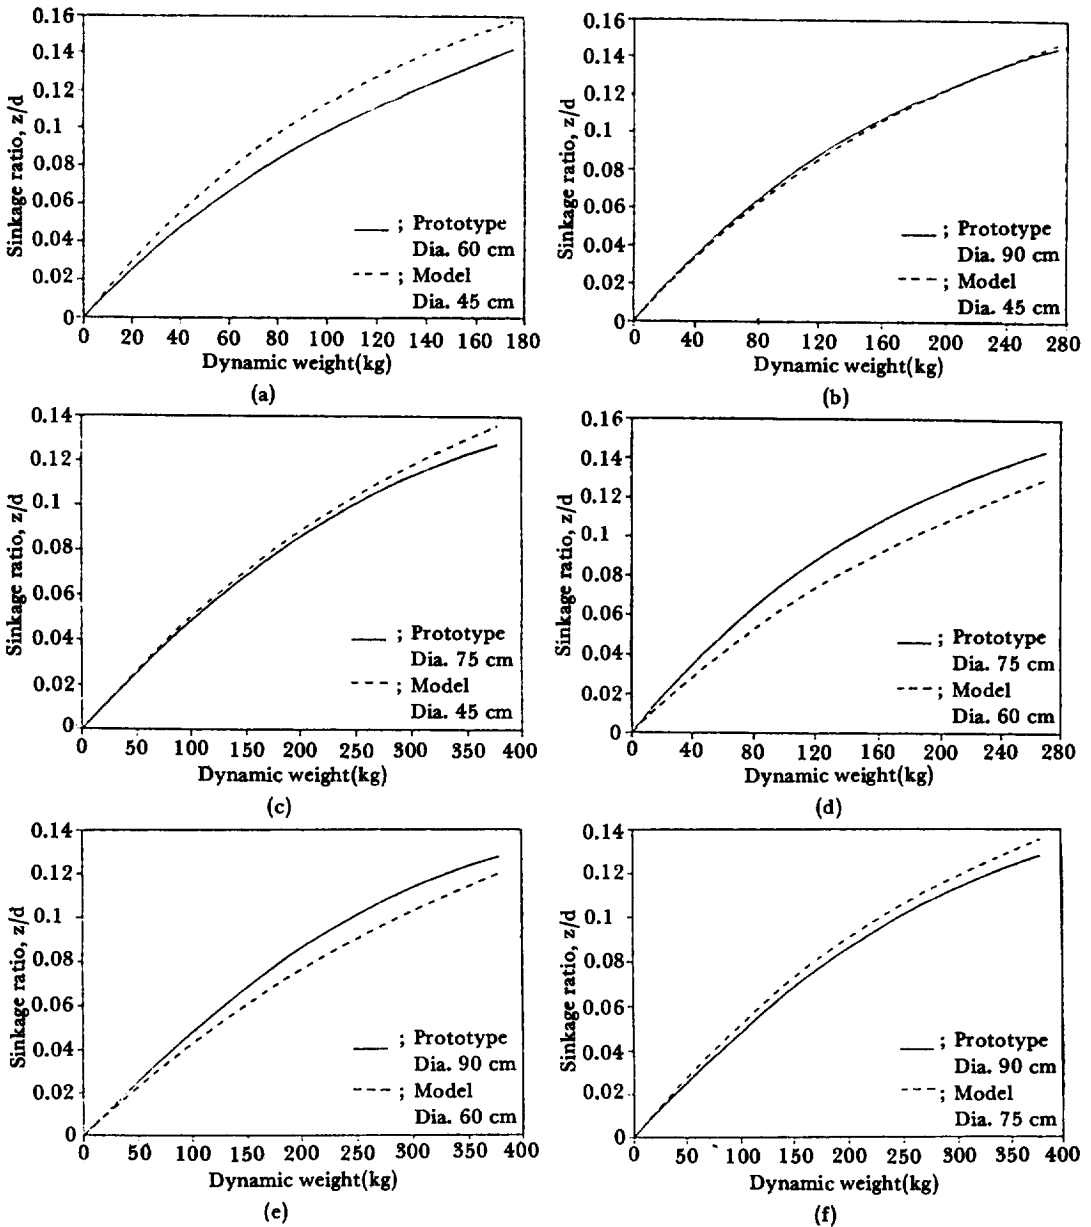 0.16
0.14
0.12
0.1
0.08
0.06
0.04
0.02
0
Sinkage ratio, z/d
; Prototype
Dia. 60 cm
; Model
Dia. 45 cm
0 20 40 60 80 100 120 140 160 180
Dynamic weight(kg)
(a)
0.16
0.14
0.12
0.1
0.08
0.06
0.04
0.02
0
Sinkage ratio, z/d
; Prototype
Dia. 90 cm
; Model
Dia. 45 cm
0 40 80 120 160 200 240 280
Dynamic weight(kg)
(b)
0.14
0.12
0.1
0.08
0.06
0.04
0.02
0
Sinkage ratio, z/d
; Prototype
Dia. 75 cm
; Model
Dia. 45 cm
0 50 100 150 200 250 300 350 400
Dynamic weight(kg)
(c)
0.16
0.14
0.12
0.1
0.08
0.06
0.04
0.02
0
Sinkage ratio, z/d
; Prototype
Dia. 75 cm
; Model
Dia. 60 cm
0 40 80 120 160 200 240 280
Dynamic weight(kg)
(d)
0.14
0.12
0.1
0.08
0.06
0.04
0.02
0
Sinkage ratio, z/d
; Prototype
Dia. 90 cm
; Model
Dia. 60 cm
0 50 100 150 200 250 300 350 400
Dynamic weight(kg)
(e)
0.14
0.12
0.1
0.08
0.06
0.04
0.02
0
Sinkage ratio, z/d
; Prototype
Dia. 90 cm
; Model
Dia. 75 cm
0 50 100 150 200 250 300 350 400
Dynamic weight(kg)
(f)